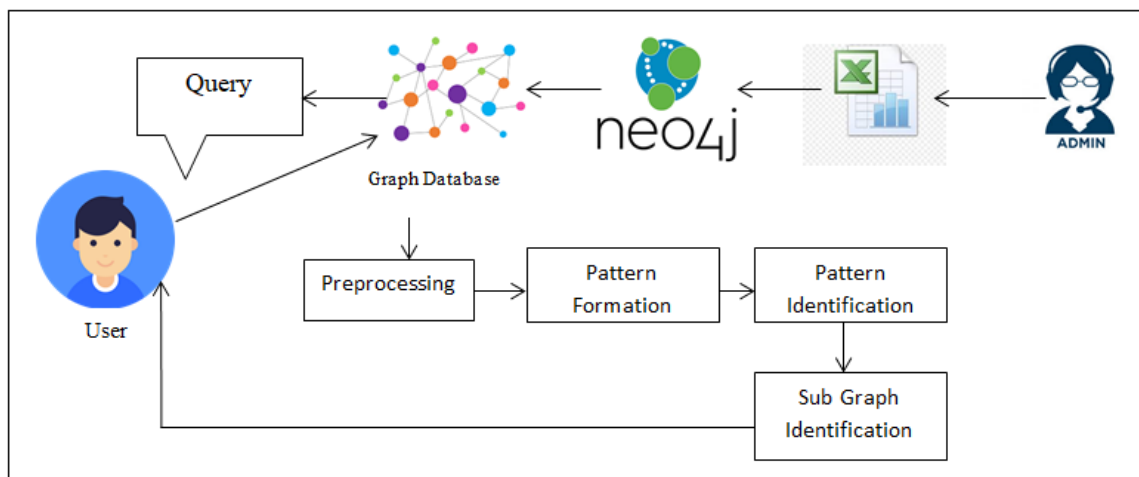 Query
neo4j
X
ADMIN
Graph Database
User
Preprocessing
Pattern
Formation
Pattern
Identification
Sub Graph
Identification